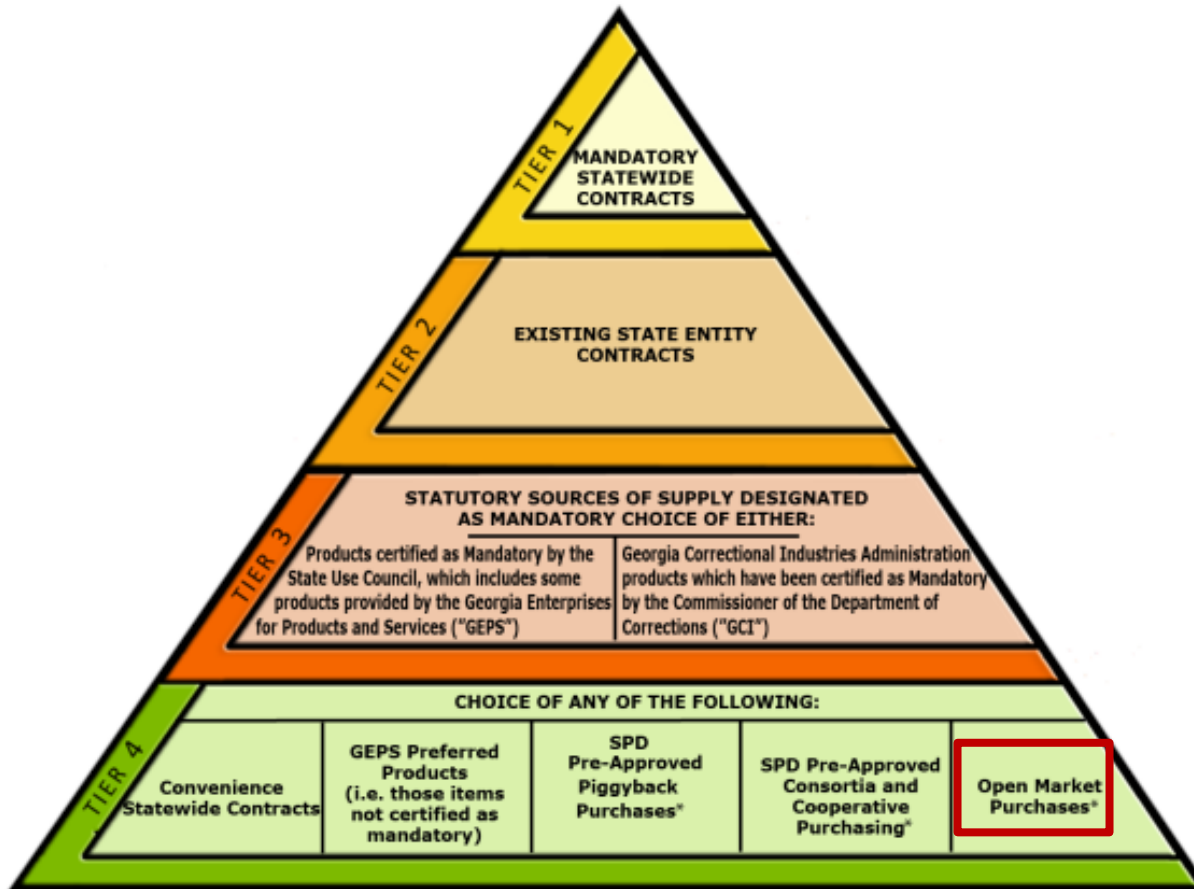 TIER 1
MANDATORY
STATEWIDE
CONTRACTS
TIER 2
EXISTING STATE ENTITY
CONTRACTS
TIER 3
STATUTORY SOURCES OF SUPPLY DESIGNATED
AS MANDATORY CHOICE OF EITHER:
Products certified as Mandatory by the
State Use Council, which includes some
products provided by the Georgia Enterprises
for Products and Services ("GEPS")
Georgia Correctional Industries Administration
products which have been certified as Mandatory
by the Commissioner of the Department of
Corrections ("GCI")
TIER 4
CHOICE OF ANY OF THE FOLLOWING:
Convenience
Statewide Contracts
GEPS Preferred
Products
(i.e. those items
not certified as
mandatory)
SPD
Pre-Approved
Piggyback
Purchases*
SPD Pre-Approved
Consortia and
Cooperative
Purchasing*
Open Market
Purchases*